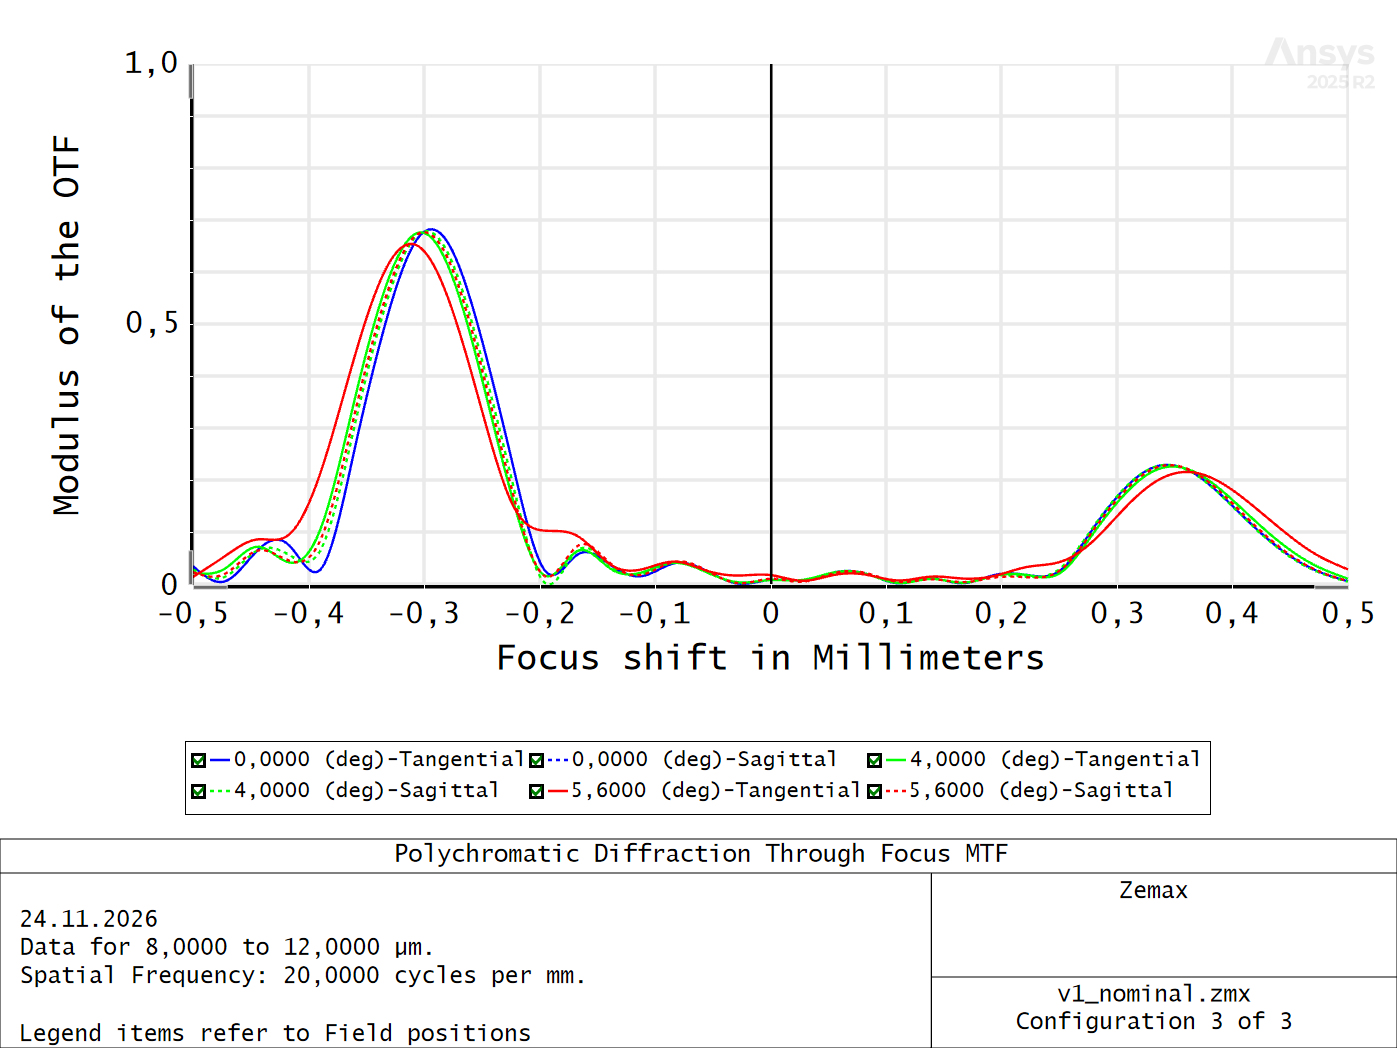 Ansys
2025 R2
1,0
0,5
0
Modulus of the OTF
-0,5 -0,4 -0,3 -0,2 -0,1 0 0,1 0,2 0,3 0,4 0,5
Focus shift in Millimeters
0,0000 (deg)-Tangential 0,0000 (deg)-Sagittal 4,0000 (deg)-Tangential
4,0000 (deg)-Sagittal 5,6000 (deg)-Tangential 5,6000 (deg)-Sagittal
Polychromatic Diffraction Through Focus MTF
24.11.2026
Data for 8,0000 to 12,0000 µm.
Spatial Frequency: 20,0000 cycles per mm.
Legend items refer to Field positions
Zemax
v1_nominal.zmx
Configuration 3 of 3